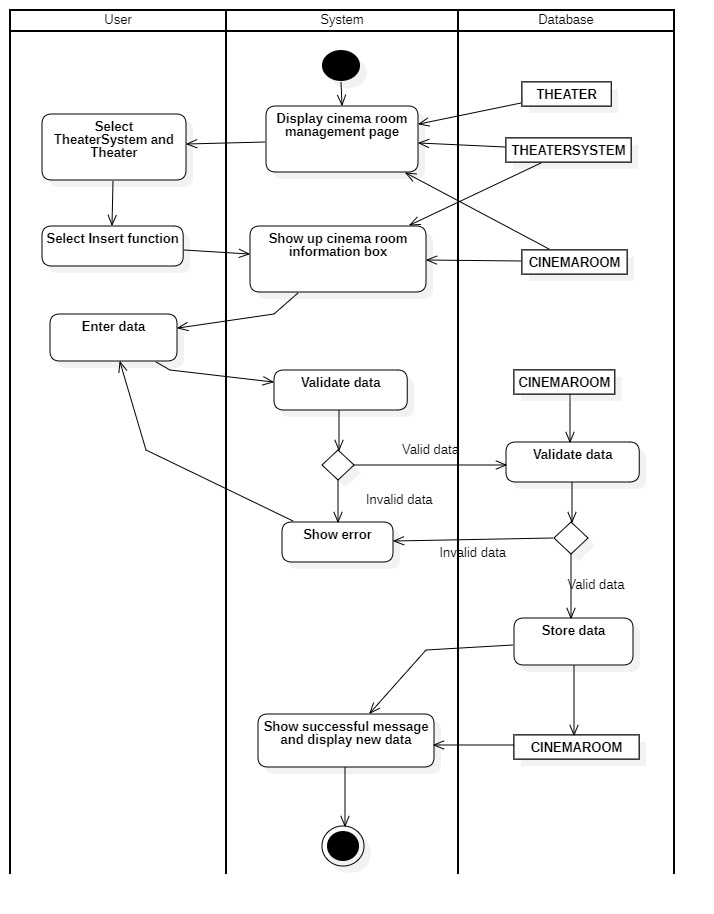 User
System
Database
THEATER
Display cinema room
management page
Select
TheaterSystem and
Theater
THEATERSYSTEM
Select Insert function
Show up cinema room
information box
CINEMAROOM
Enter data
Validate data
CINEMAROOM
Valid data
Validate data
Invalid data
Show error
Invalid data
Valid data
Store data
Show successful message
and display new data
CINEMAROOM